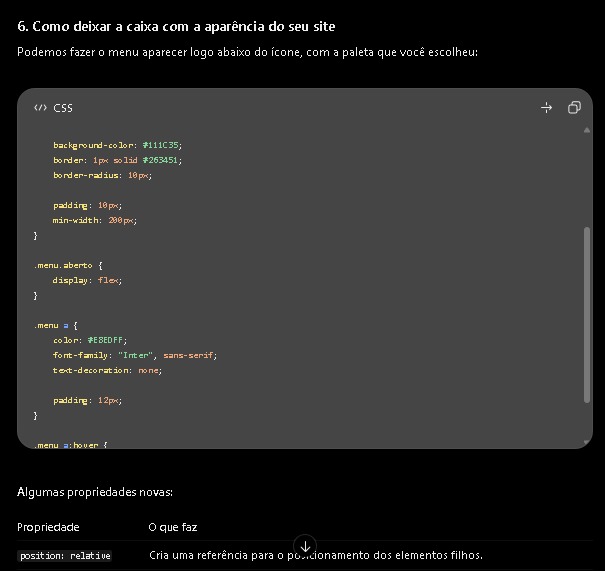 6. Como deixar a caixa com a aparência do seu site
Podemos fazer o menu aparecer logo abaixo do ícone, com a paleta que você escolheu:
</> CSS
background-color: #111C35;
border: 1px solid #263451;
border-radius: 10px;
padding: 10px;
min-width: 200px;
}
.menu.aberto {
display: flex;
}
.menu a {
color: #E8EDFF;
font-family: "Inter", sans-serif;
text-decoration: none;
padding: 12px;
}
.menu a:hover {
Algumas propriedades novas:
Propriedade O que faz
position: relative Cria uma referência para o posicionamento dos elementos filhos.